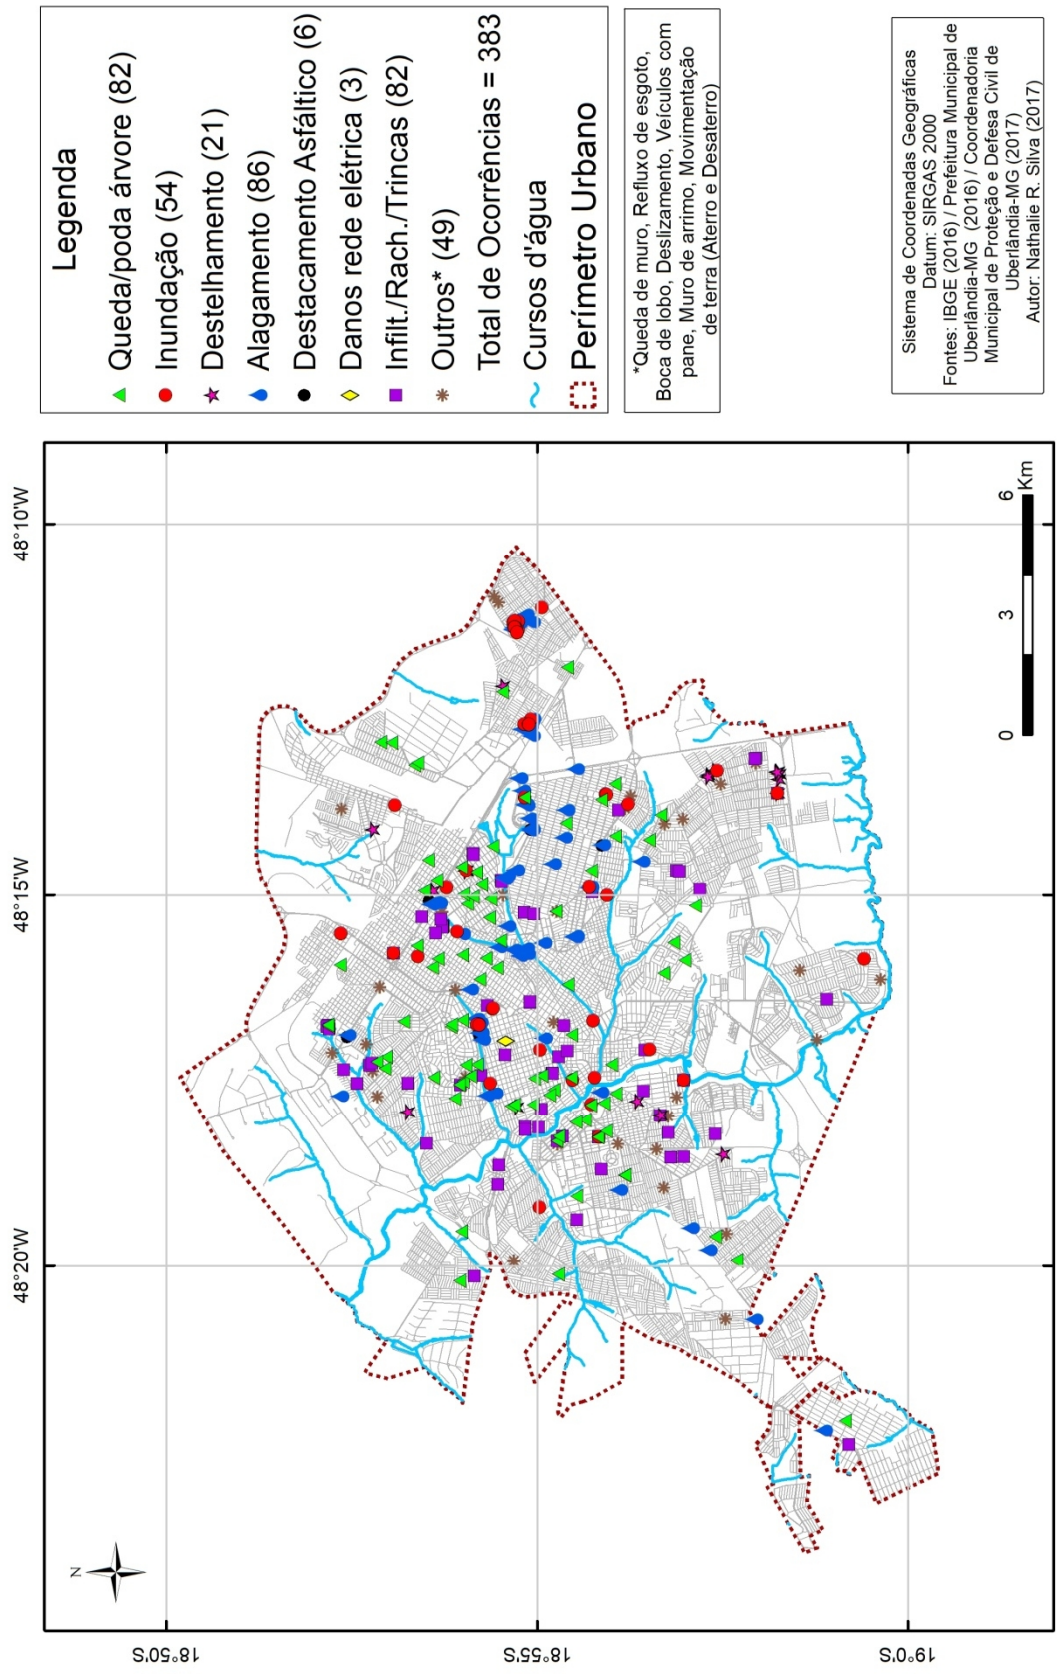 Legenda
Queda/poda árvore (82)
Inundação (54)
Destelhamento (21)
Alagamento (86)
Destacamento Asfáltico (6)
Danos rede elétrica (3)
Infilt./Rach./Trincas (82)
Outros* (49)
Total de Ocorrências = 383
Cursos d'água
Perímetro Urbano
*Queda de muro, Refluxo de esgoto,
Boca de lobo, Deslizamento, Veículos com
pane, Muro de arrimo, Movimentação
de terra (Aterro e Desaterro)
Sistema de Coordenadas Geográficas
Datum: SIRGAS 2000
Fontes: IBGE (2016) / Prefeitura Municipal de
Uberlândia-MG (2016) / Coordenadoria
Municipal de Proteção e Defesa Civil de
Uberlândia-MG (2017)
Autor: Nathalie R. Silva (2017)
N
48°20'W
48°15'W
48°10'W
18°50'S
18°55'S
19°0'S
0 3 6
Km